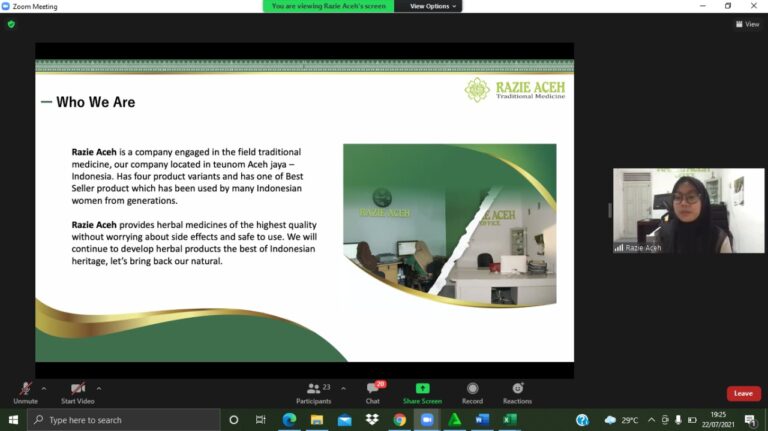 Zoom Meeting
You are viewing Razie Aceh's screen
View Options
View
RAZIE ACEH
Traditional Medicine
Who We Are
Razie Aceh is a company engaged in the field traditional
medicine, our company located in teunom Aceh jaya –
Indonesia. Has four product variants and has one of Best
Seller product which has been used by many Indonesian
women from generations.
Razie Aceh provides herbal medicines of the highest quality
without worrying about side effects and safe to use. We will
continue to develop herbal products the best of Indonesian
heritage, let's bring back our natural.
RAZIE ACEH
ZIE ACEH
OFFICE
Razie Aceh
Unmute
Start Video
23
Participants
20
Chat
Share Screen
Record
Reactions
Leave
Type here to search
29°C
19:25
22/07/2021